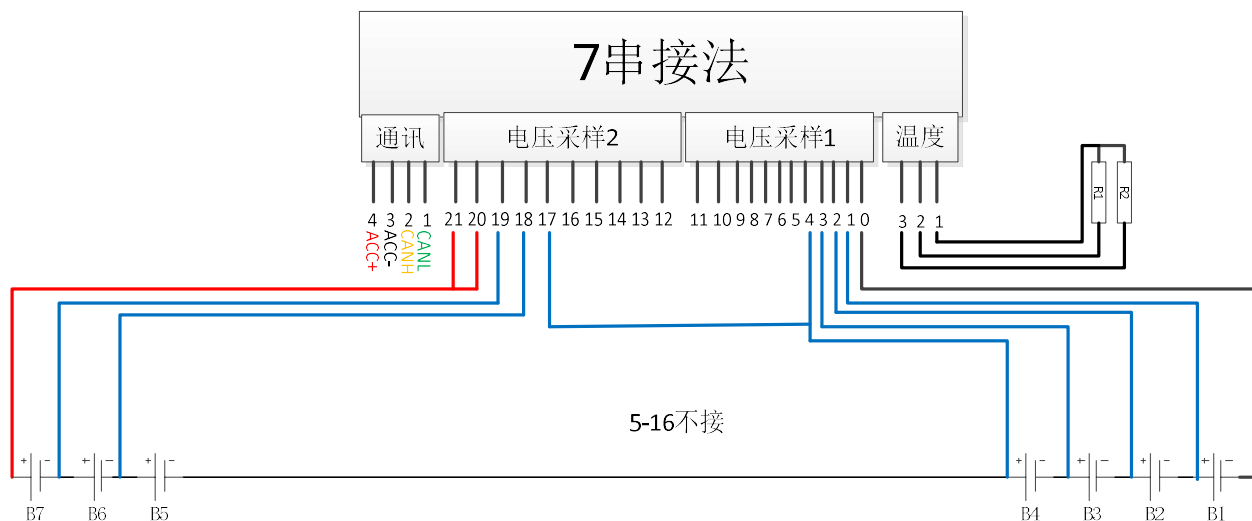 7串接法
通讯 电压采样2 电压采样1 温度
4 3 2 1 21 20 19 18 17 16 15 14 13 12 11 10 9 8 7 6 5 4 3 2 1 0 3 2 1
ACC+ ACC- CANH CANL
R1 R2
5-16不接
+ - + - + - + - + - + - + -
B7 B6 B5 B4 B3 B2 B1